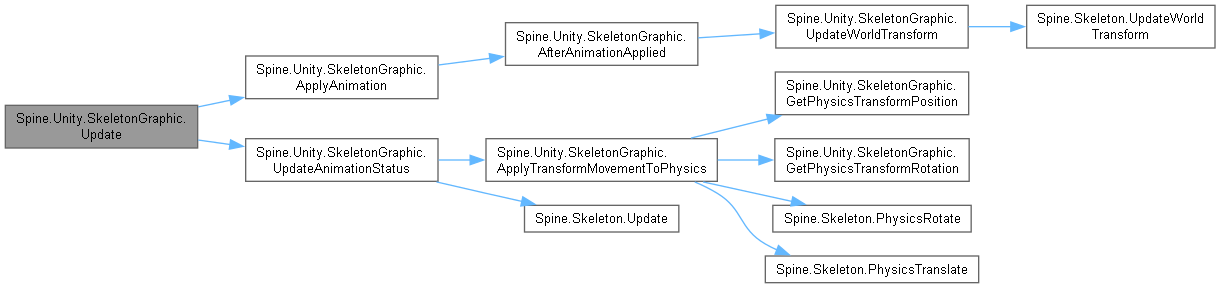 Spine.Unity.SkeletonGraphic.
Update
Spine.Unity.SkeletonGraphic.
ApplyAnimation
Spine.Unity.SkeletonGraphic.
AfterAnimationApplied
Spine.Unity.SkeletonGraphic.
UpdateWorldTransform
Spine.Skeleton.UpdateWorld
Transform
Spine.Unity.SkeletonGraphic.
UpdateAnimationStatus
Spine.Unity.SkeletonGraphic.
ApplyTransformMovementToPhysics
Spine.Unity.SkeletonGraphic.
GetPhysicsTransformPosition
Spine.Unity.SkeletonGraphic.
GetPhysicsTransformRotation
Spine.Skeleton.PhysicsRotate
Spine.Skeleton.PhysicsTranslate
Spine.Skeleton.Update